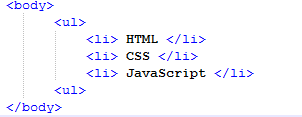 <body>
<ul>
<li> HTML </li>
<li> CSS </li>
<li> JavaScript </li>
<ul>
</body>